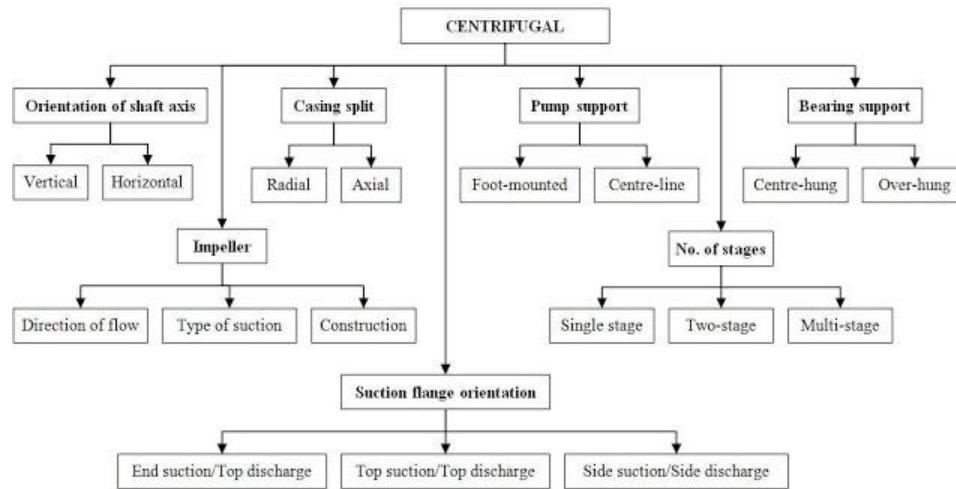 CENTRIFUGAL
Orientation of shaft axis
Casing split
Pump support
Bearing support
Vertical
Horizontal
Radial
Axial
Foot-mounted
Centre-line
Centre-hung
Over-hung
Impeller
No. of stages
Direction of flow
Type of suction
Construction
Single stage
Two-stage
Multi-stage
Suction flange orientation
End suction/Top discharge
Top suction/Top discharge
Side suction/Side discharge